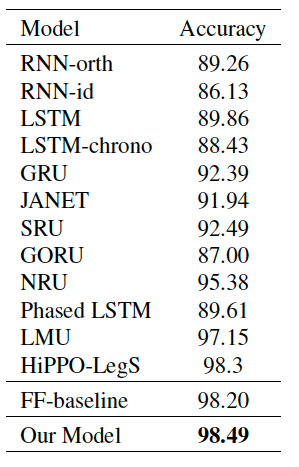 Model Accuracy
RNN-orth 89.26
RNN-id 86.13
LSTM 89.86
LSTM-chrono 88.43
GRU 92.39
JANET 91.94
SRU 92.49
GORU 87.00
NRU 95.38
Phased LSTM 89.61
LMU 97.15
HiPPO-LegS 98.3
FF-baseline 98.20
Our Model 98.49